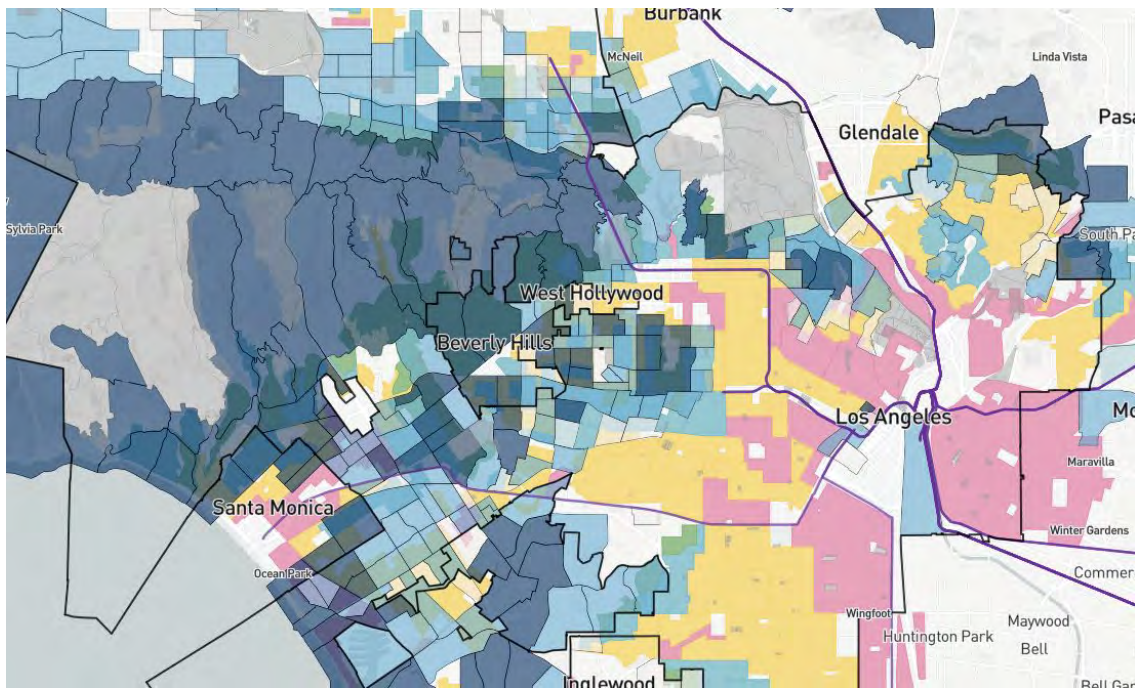 Burbank
McNeil
Linda Vista
Pasa
Glendale
Sylvia Park
South Pa
West Hollywood
Beverly Hills
Los Angeles
Mo
Maravilla
Santa Monica
Winter Gardens
Ocean Park
Commer
Wingfoot
Huntington Park
Maywood
Bell
Inglewood
Bell Gar